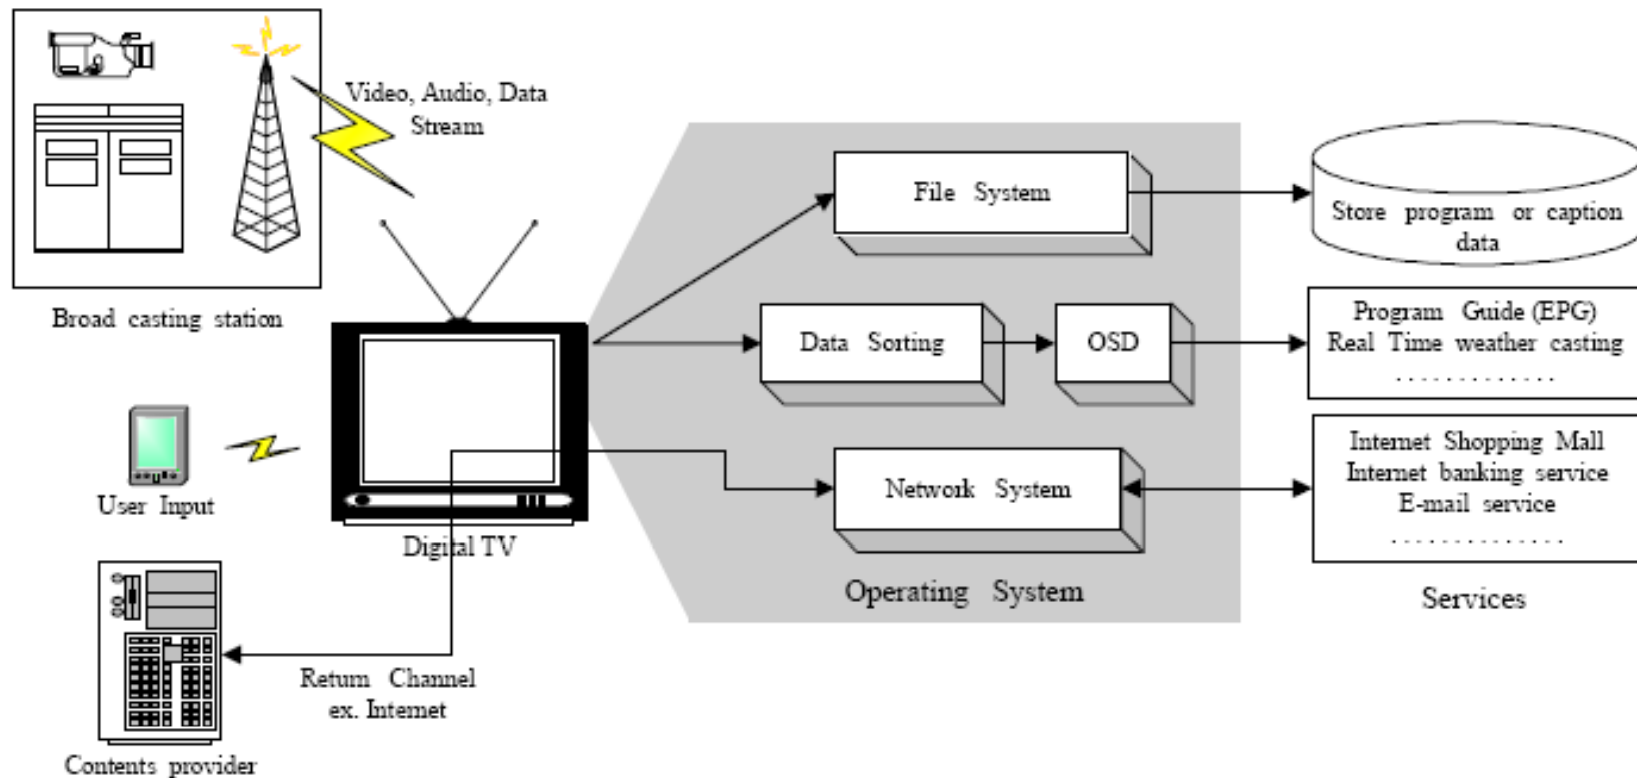 Video, Audio, Data
Stream
Broad casting station
User Input
Digital TV
Return Channel
ex. Internet
Contents provider
File System
Data Sorting
OSD
Network System
Operating System
Store program or caption
data
Program Guide (EPG)
Real Time weather casting
. . . . . . . . . . . . .
Internet Shopping Mall
Internet banking service
E-mail service
. . . . . . . . . . . . . .
Services